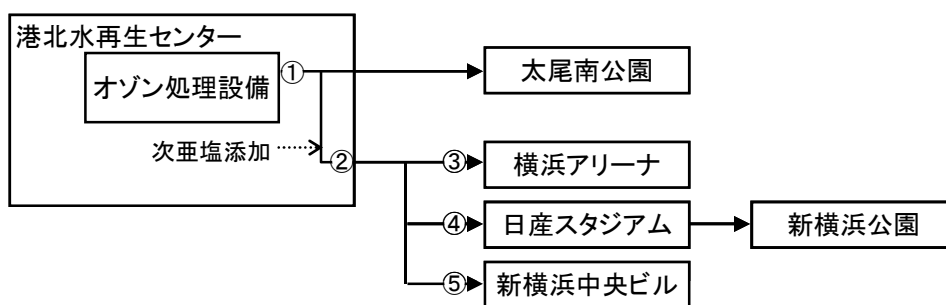 港北水再生センター
オゾン処理設備
①
太尾南公園
次亜塩添加
②
③
横浜アリーナ
④
日産スタジアム
新横浜公園
⑤
新横浜中央ビル